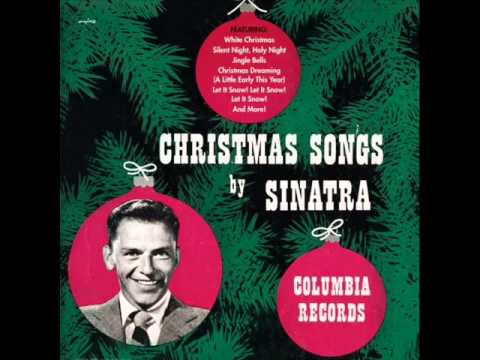 FEATURING:
White Christmas
Silent Night, Holy Night
Jingle Bells
Christmas Dreaming
(A Little Early This Year)
Let It Snow! Let It Snow!
Let It Snow!
And More!
CHRISTMAS SONGS
by SINATRA
COLUMBIA
RECORDS